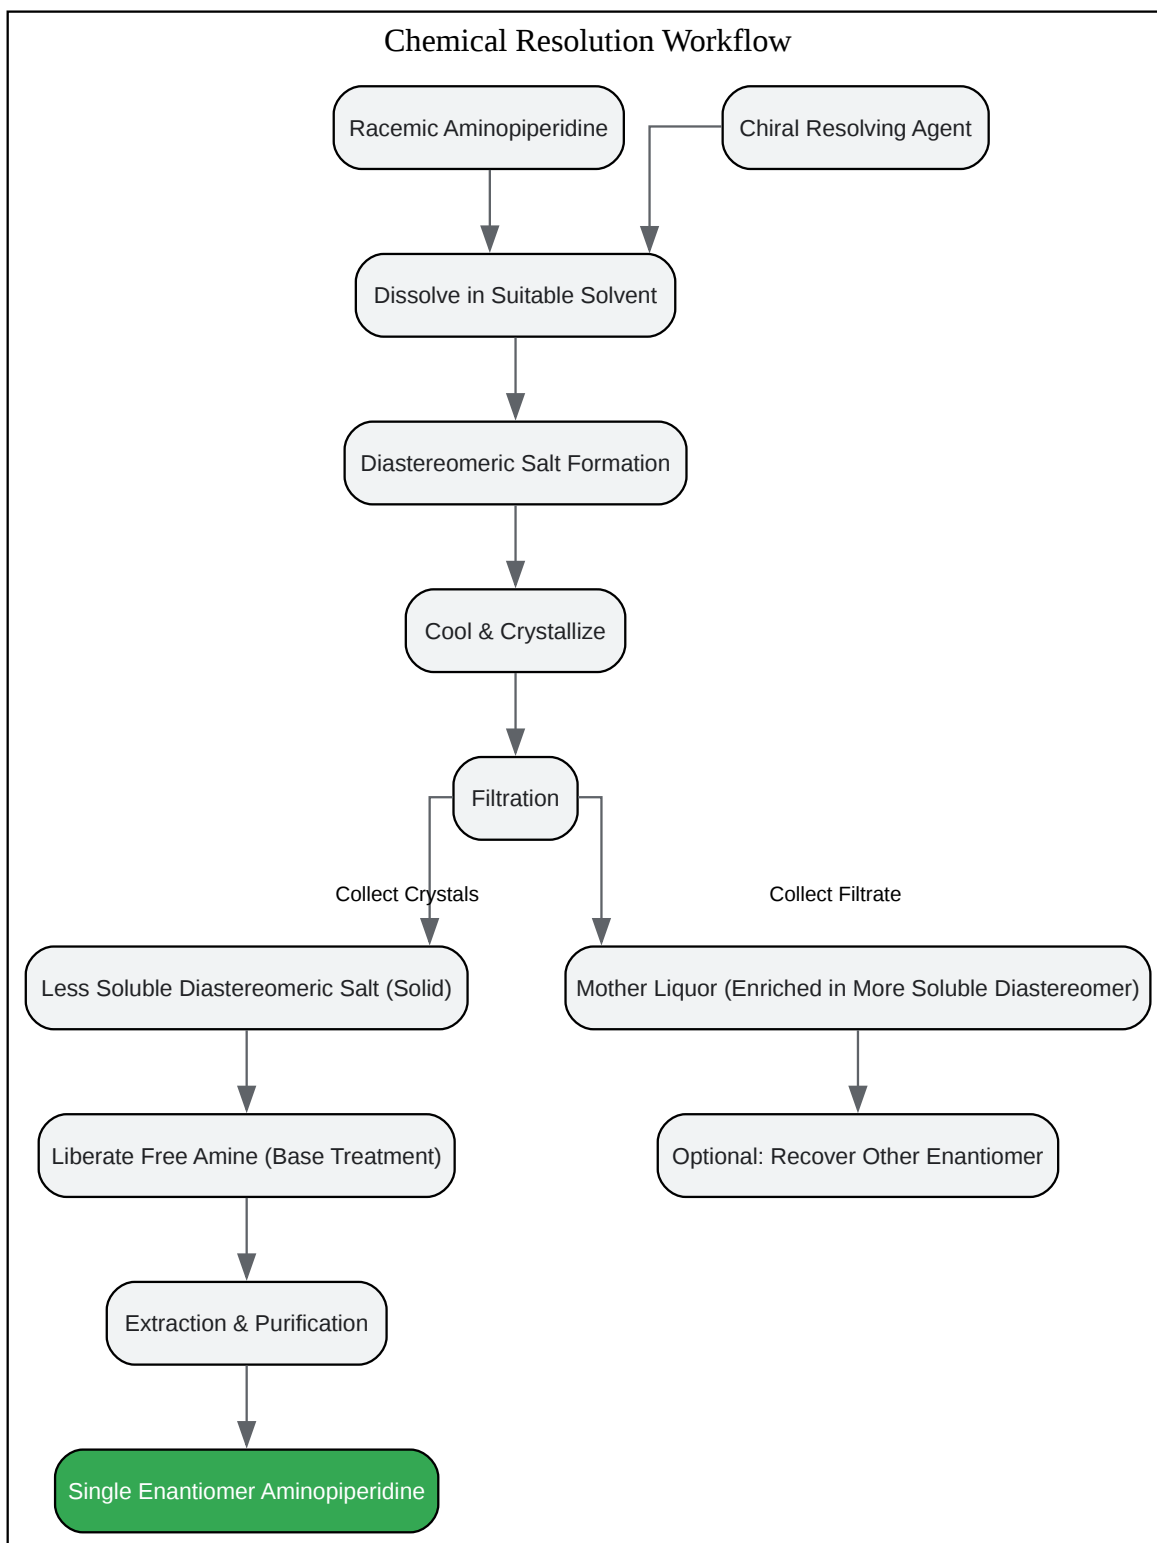 Chemical Resolution Workflow
Racemic Aminopiperidine
Chiral Resolving Agent
Dissolve in Suitable Solvent
Diastereomeric Salt Formation
Cool & Crystallize
Filtration
Collect Crystals
Collect Filtrate
Less Soluble Diastereomeric Salt (Solid)
Mother Liquor (Enriched in More Soluble Diastereomer)
Liberate Free Amine (Base Treatment)
Optional: Recover Other Enantiomer
Extraction & Purification
Single Enantiomer Aminopiperidine